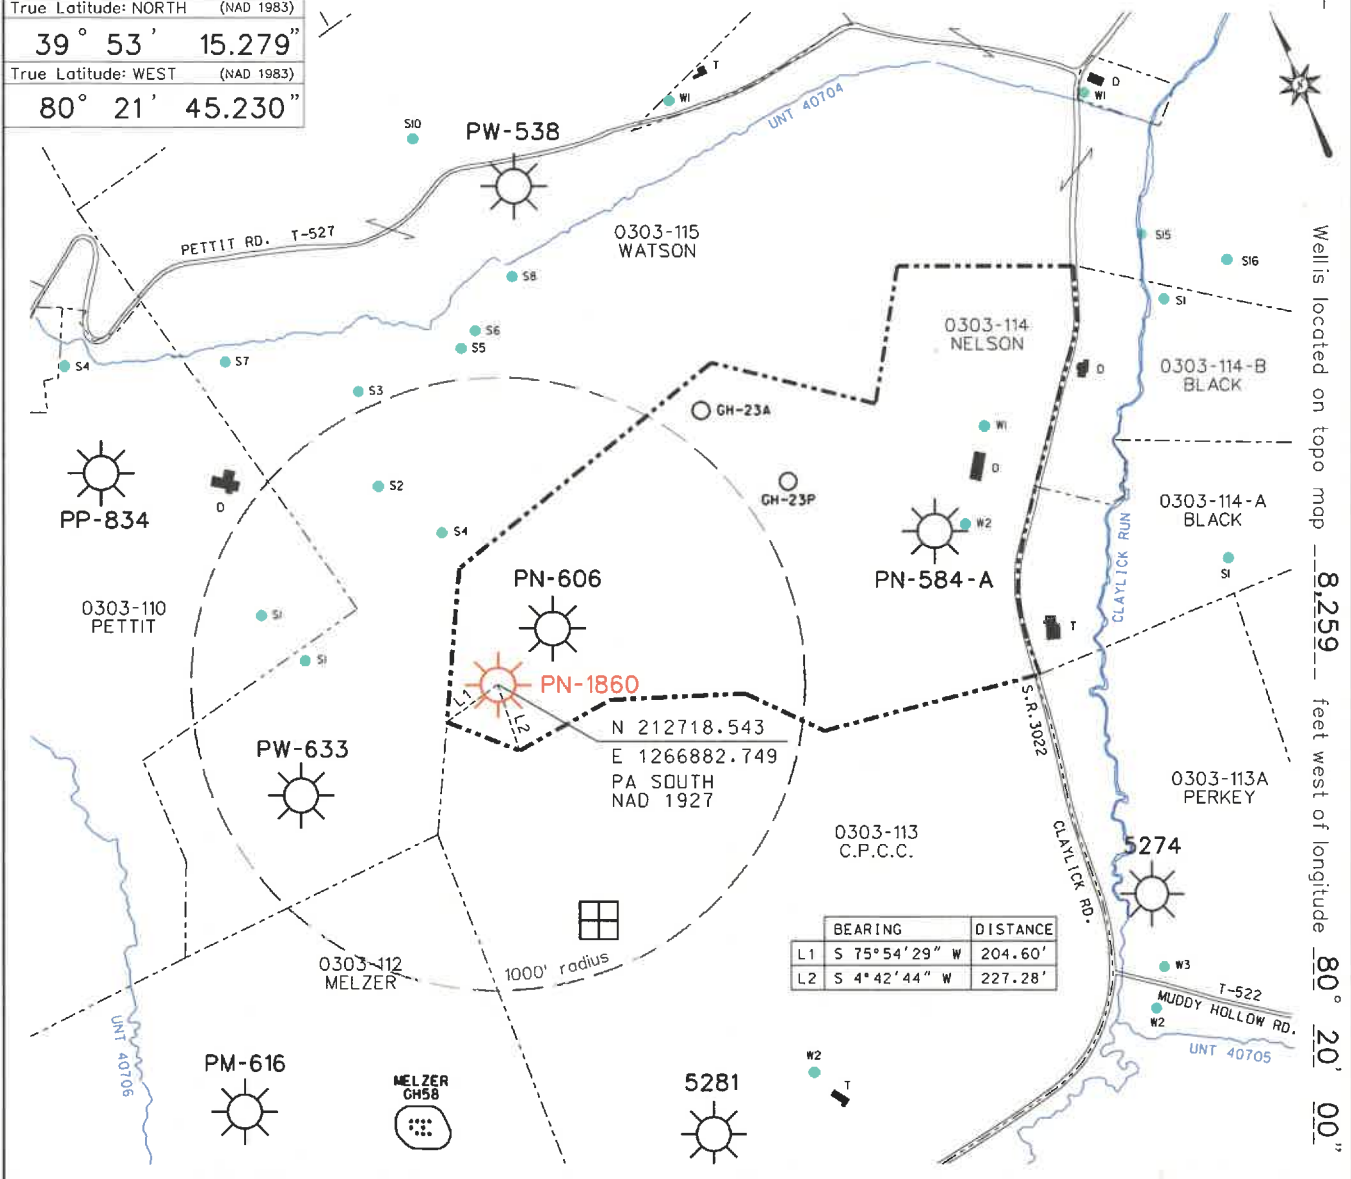 True Latitude: NORTH (NAD 1983)
39° 53' 15.279"
True Latitude: WEST (NAD 1983)
80° 21' 45.230"
T
W1
D
W1
UNT 40704
S10
PW-538
0303-115
WATSON
PETTIT RD. T-527
S15
S16
S1
S8
S6
S5
S4
S7
S3
0303-114
NELSON
D
0303-114-B
BLACK
GH-23A
W1
D
GH-23P
PP-834
D
S2
S4
W2
PN-584-A
0303-114-A
BLACK
S1
CLAYLICK RUN
PN-606
0303-110
PETTIT
S1
S1
T
PN-1860
L1
L2
N 212718.543
E 1266882.749
PA SOUTH
NAD 1927
S.R.3022
PW-633
0303-113A
PERKEY
0303-113
C.P.C.C.
CLAYLICK RD.
5274
BEARING DISTANCE
L1 S 75°54'29" W 204.60'
L2 S 4°42'44" W 227.28'
0303-112
MELZER
1000' radius
W3
T-522
MUDDY HOLLOW RD.
W2
UNT 40705
UNT 40706
PM-616
MELZER
GH58
5281
W2
T
Well is located on topo map 8,259 feet west of longitude 80° 20' 00"